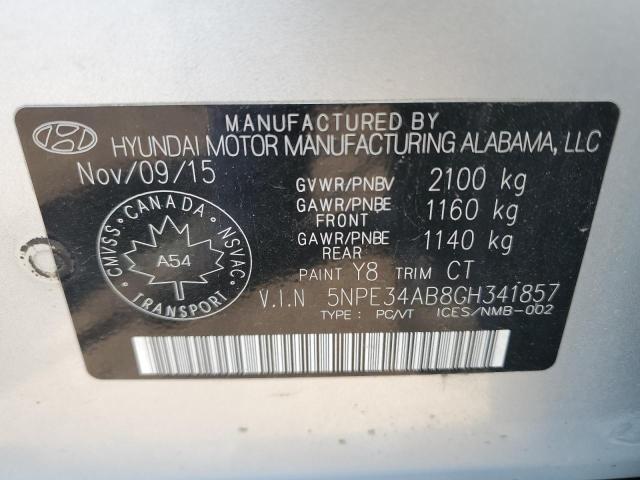 MANUFACTURED BY
HYUNDAI MOTOR MANUFACTURING ALABAMA, LLC
Nov/09/15
GVWR/PNBV 2100 kg
GAWR/PNBE FRONT 1160 kg
GAWR/PNBE REAR 1140 kg
PAINT Y8 TRIM CT
V.I.N 5NPE34AB8GH341857
TYPE : PC/VT ICES/NMB-002
CANADA
CMVSS
NSVAC
A54
TRANSPORT